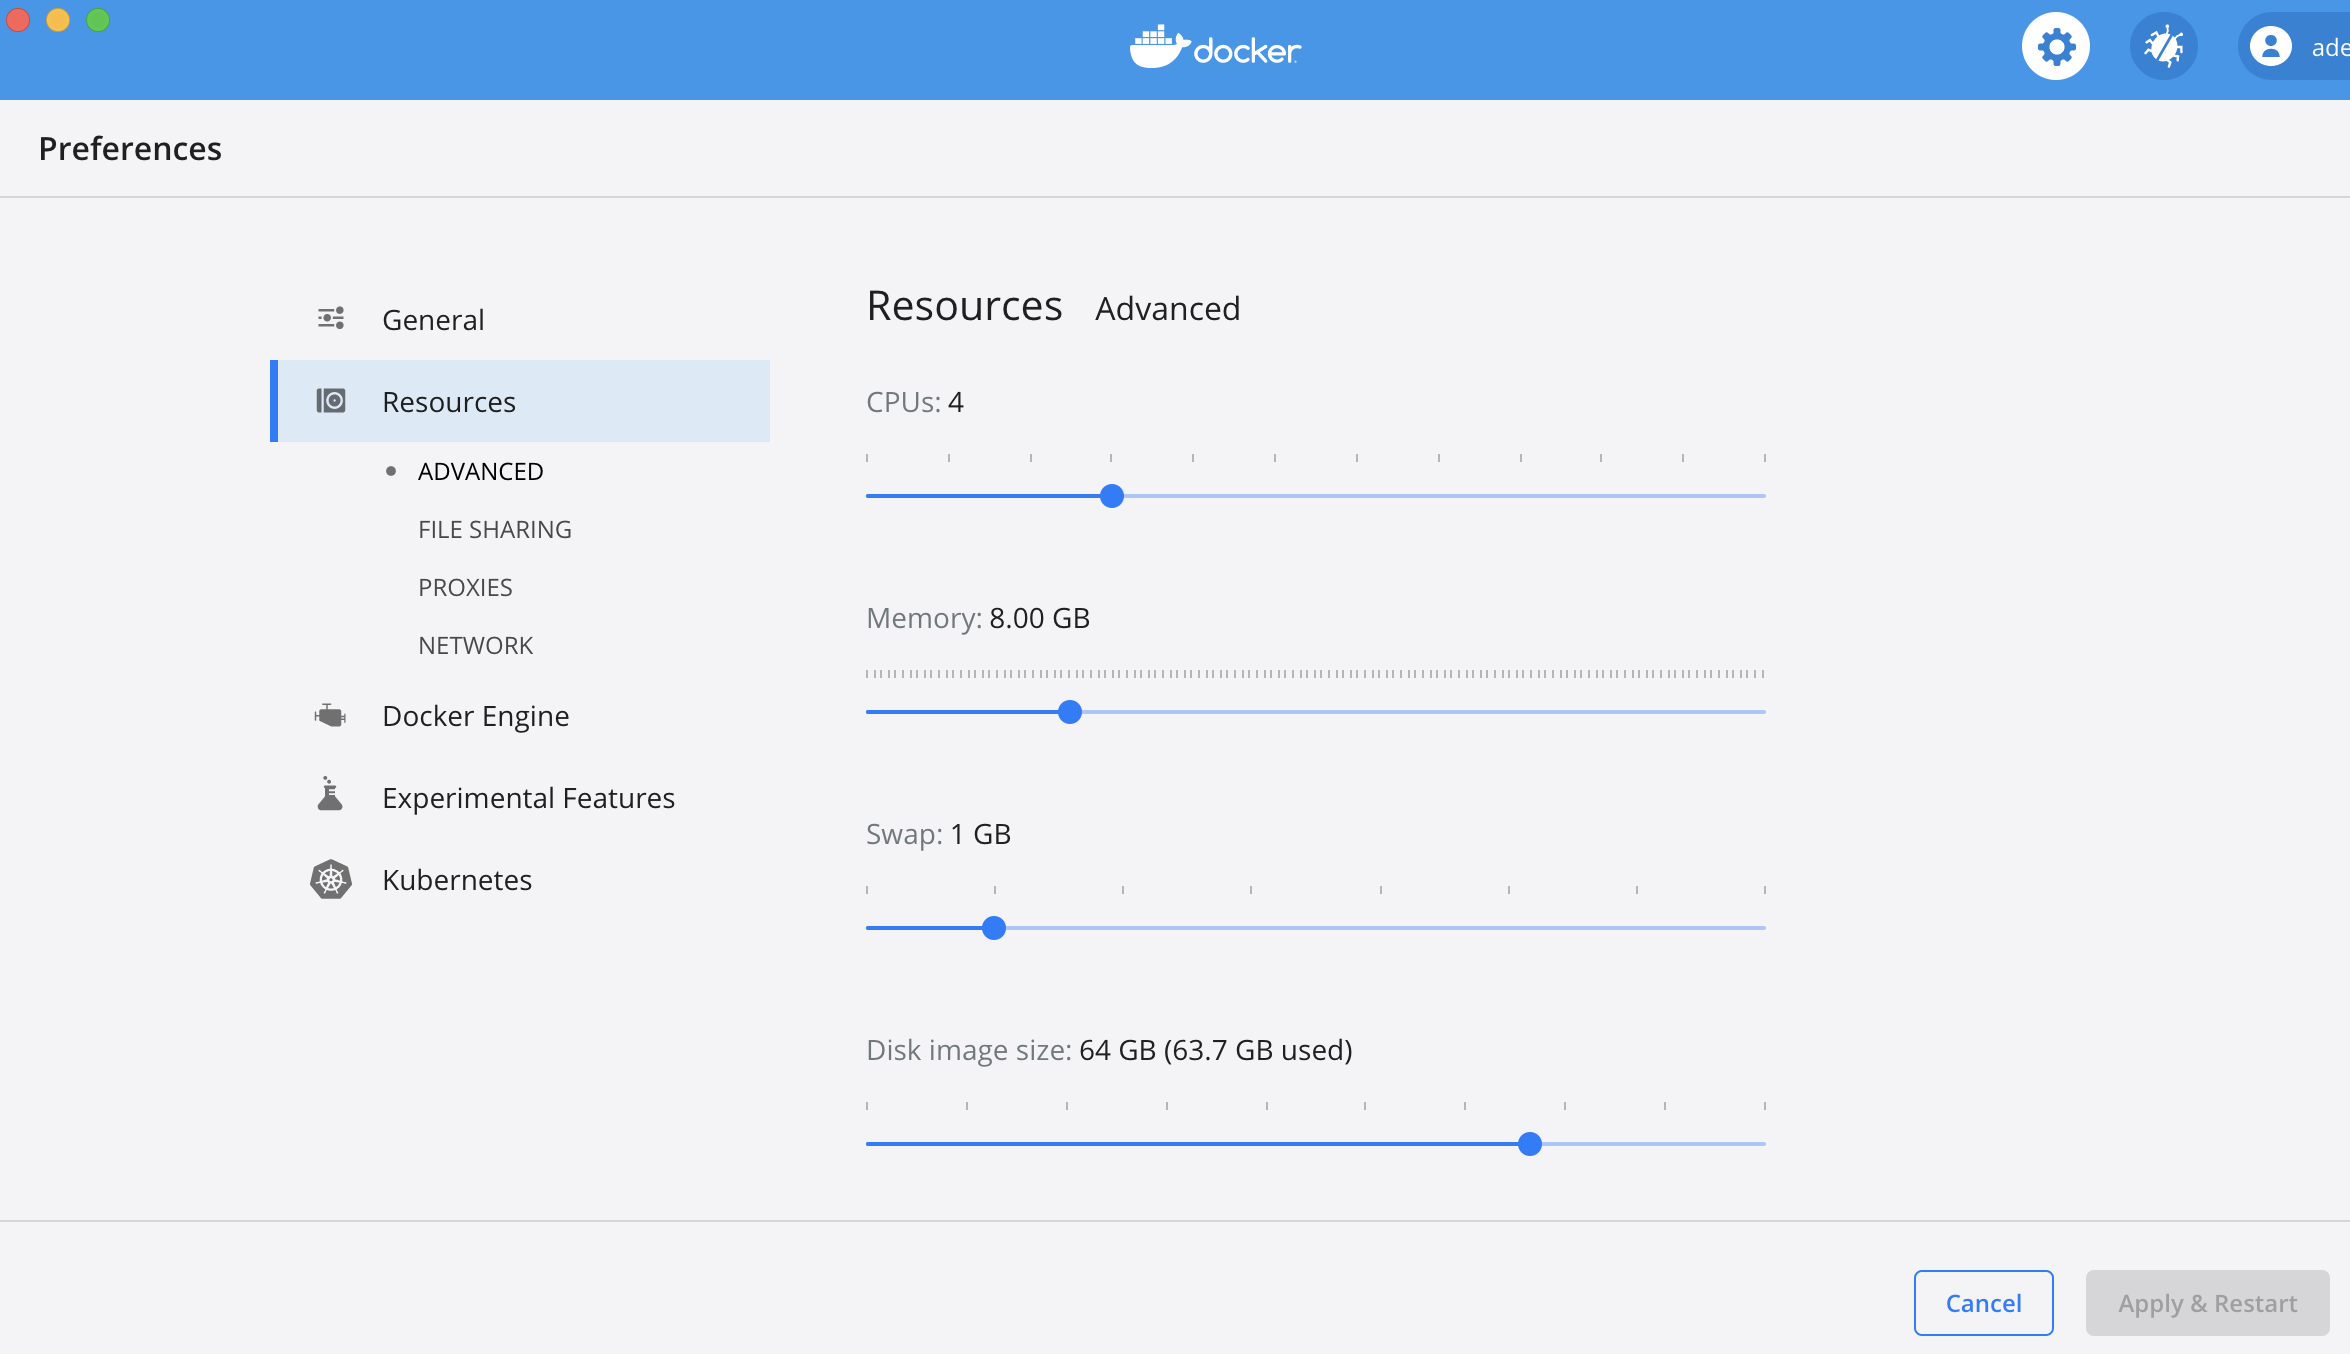 docker
ade
Preferences
General
Resources
ADVANCED
FILE SHARING
PROXIES
NETWORK
Docker Engine
Experimental Features
Kubernetes
Resources Advanced
CPUs: 4
Memory: 8.00 GB
Swap: 1 GB
Disk image size: 64 GB (63.7 GB used)
Cancel
Apply & Restart